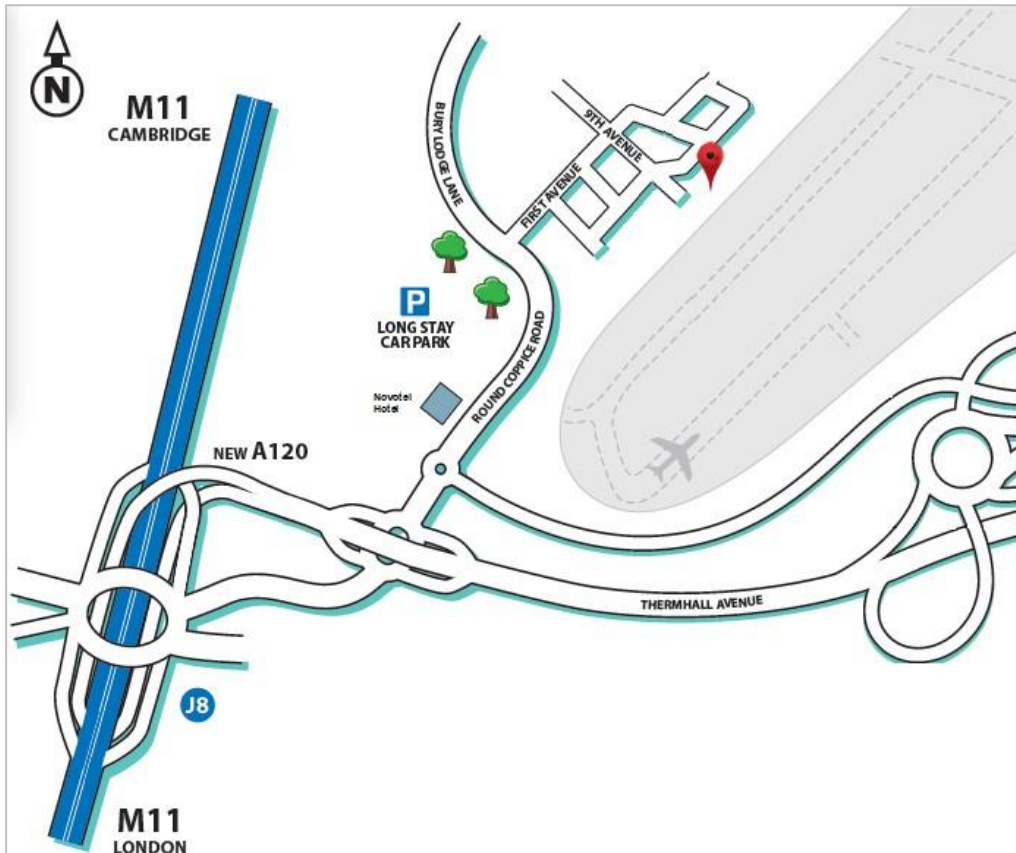 N
M11
CAMBRIDGE
BURY LODGE LANE
9TH AVENUE
FIRST AVENUE
P
LONG STAY
CAR PARK
Novotel
Hotel
ROUND COPPICE ROAD
NEW A120
THERMHALL AVENUE
J8
M11
LONDON